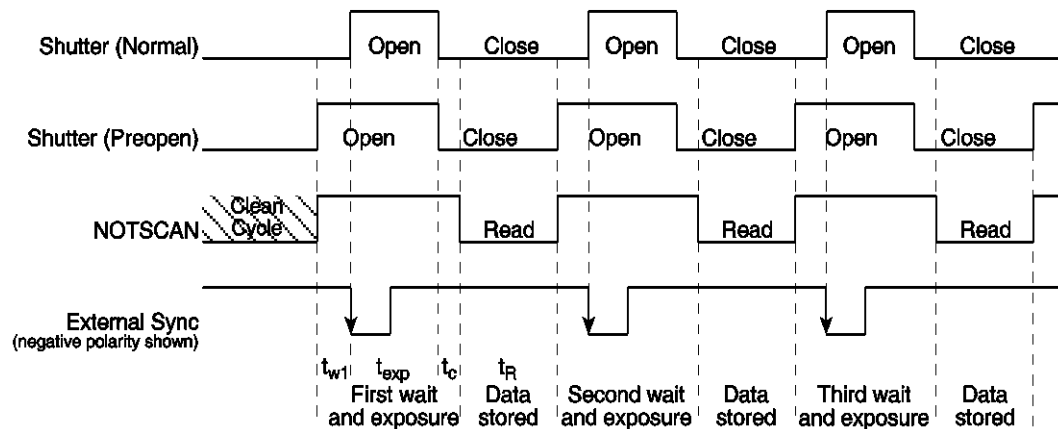 Shutter (Normal) Open Close Open Close Open Close
Shutter (Preopen) Open Close Open Close Open Close
Clean
Cycle
NOTSCAN Read Read Read
External Sync
(negative polarity shown)
tw1 texp tc tR
First wait and exposure
Data stored
Second wait and exposure
Data stored
Third wait and exposure
Data stored